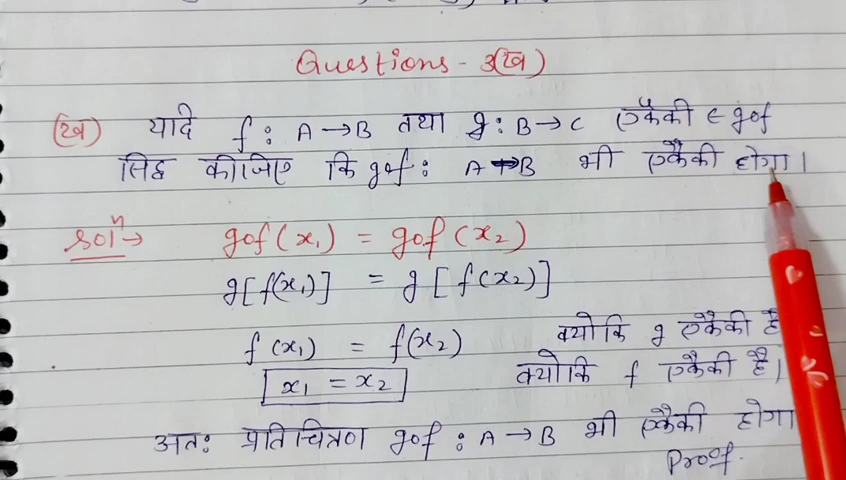 Questions - 3(ख)
(ख) यदि f : A → B तथा g : B → C एकैकी ∈ gof
सिद्ध कीजिए कि gof : A → B भी एकैकी होगा।
Solⁿ → gof(x₁) = gof(x₂)
g[f(x₁)] = g[f(x₂)]
f(x₁) = f(x₂) क्योकि g एकैकी है
x₁ = x₂ क्योकि f एकैकी है।
अतः प्रतिचित्रण gof : A → B भी एकैकी होगा
Proof.